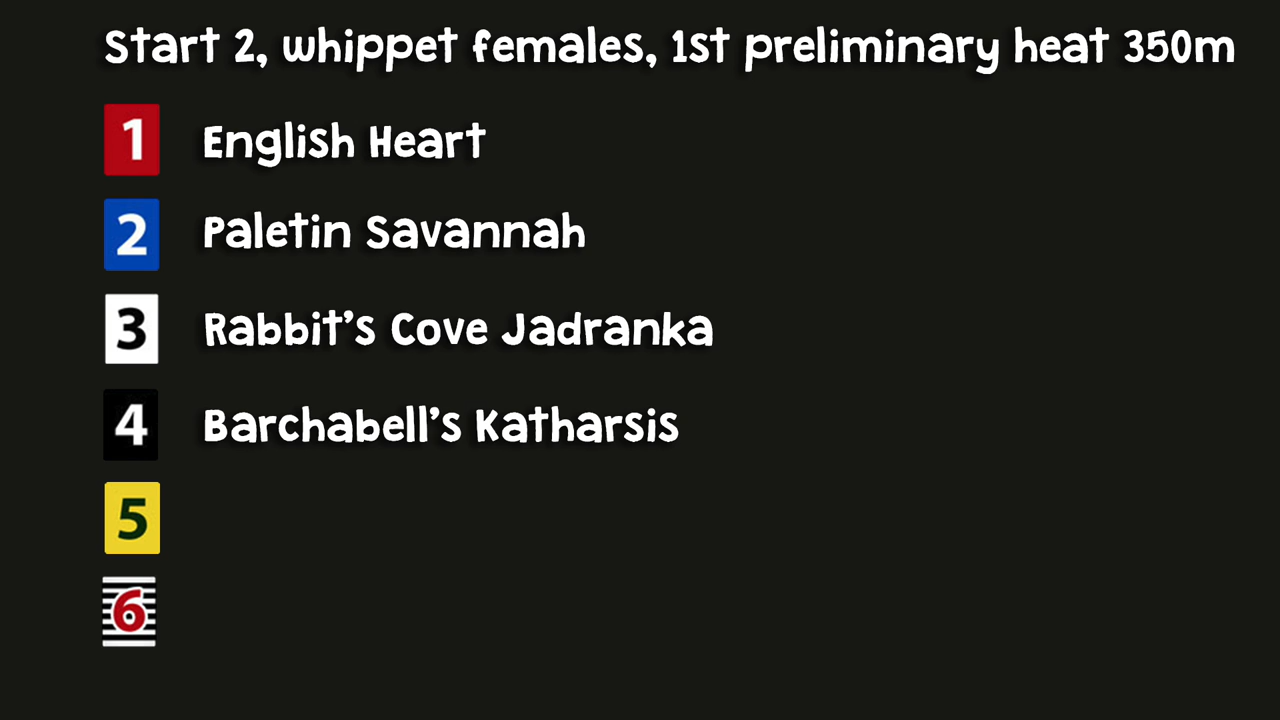 Start 2, whippet females, 1st preliminary heat 350m
1 English Heart
2 Paletin Savannah
3 Rabbit's Cove Jadranka
4 Barchabell's Katharsis
5
6